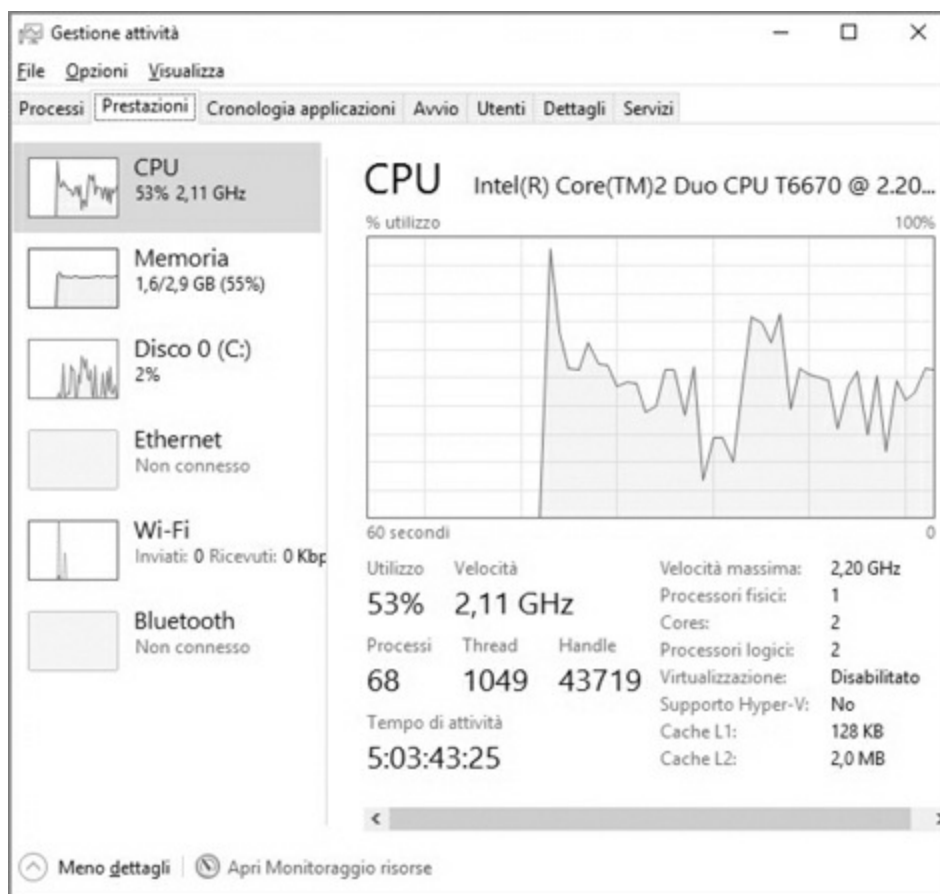 Gestione attività
File Opzioni Visualizza
Processi Prestazioni Cronologia applicazioni Avvio Utenti Dettagli Servizi
CPU
53% 2,11 GHz
Memoria
1,6/2,9 GB (55%)
Disco 0 (C:)
2%
Ethernet
Non connesso
Wi-Fi
Inviati: 0 Ricevuti: 0 Kbp
Bluetooth
Non connesso
CPU Intel(R) Core(TM)2 Duo CPU T6670 @ 2.20...
% utilizzo 100%
60 secondi 0
Utilizzo Velocità
53% 2,11 GHz
Processi Thread Handle
68 1049 43719
Tempo di attività
5:03:43:25
Velocità massima: 2,20 GHz
Processori fisici: 1
Cores: 2
Processori logici: 2
Virtualizzazione: Disabilitato
Supporto Hyper-V: No
Cache L1: 128 KB
Cache L2: 2,0 MB
Meno dettagli Apri Monitoraggio risorse